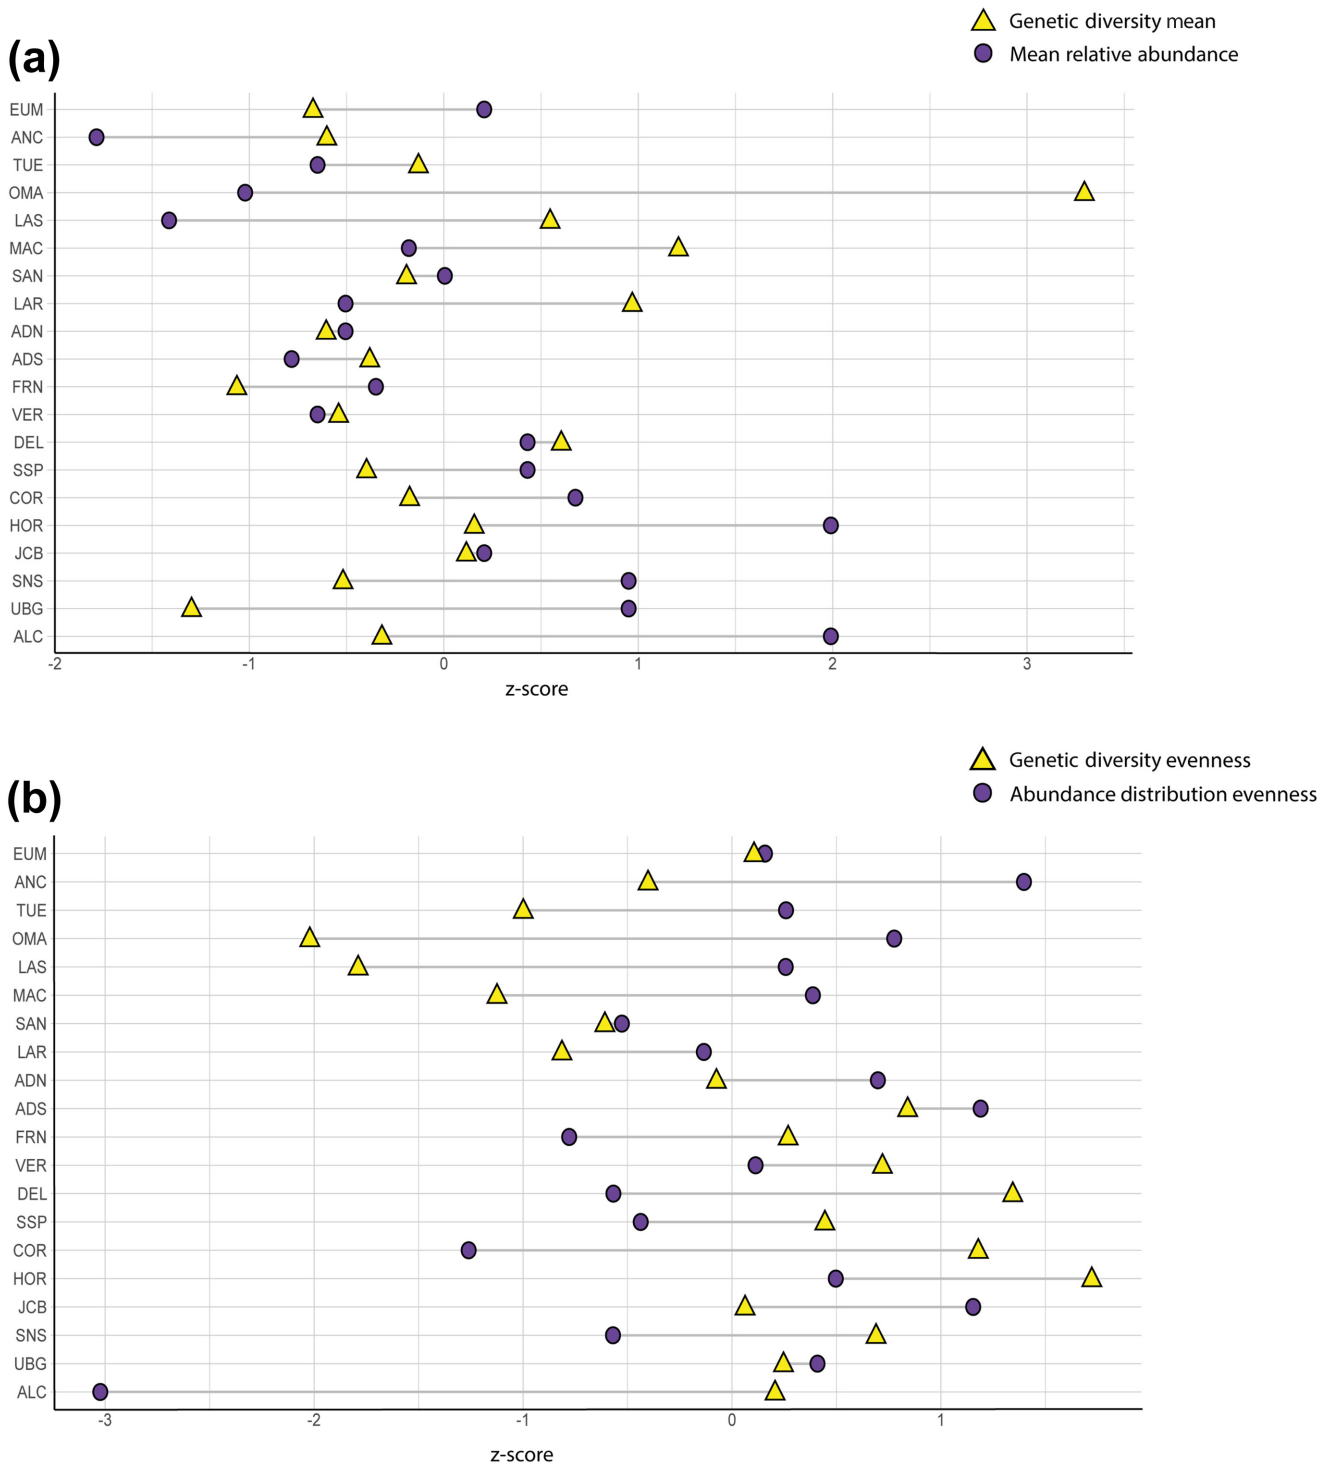 Genetic diversity mean
(a)
Mean relative abundance
EUM
ANC
TUE
OMA
LAS
MAC
SAN
LAR
ADN
ADS
FRN
VER
DEL
SSP
COR
HOR
JCB
SNS
UBG
ALC
-2 -1 0 1 2 3
z-score
Genetic diversity evenness
(b)
Abundance distribution evenness
EUM
ANC
TUE
OMA
LAS
MAC
SAN
LAR
ADN
ADS
FRN
VER
DEL
SSP
COR
HOR
JCB
SNS
UBG
ALC
-3 -2 -1 0 1
z-score